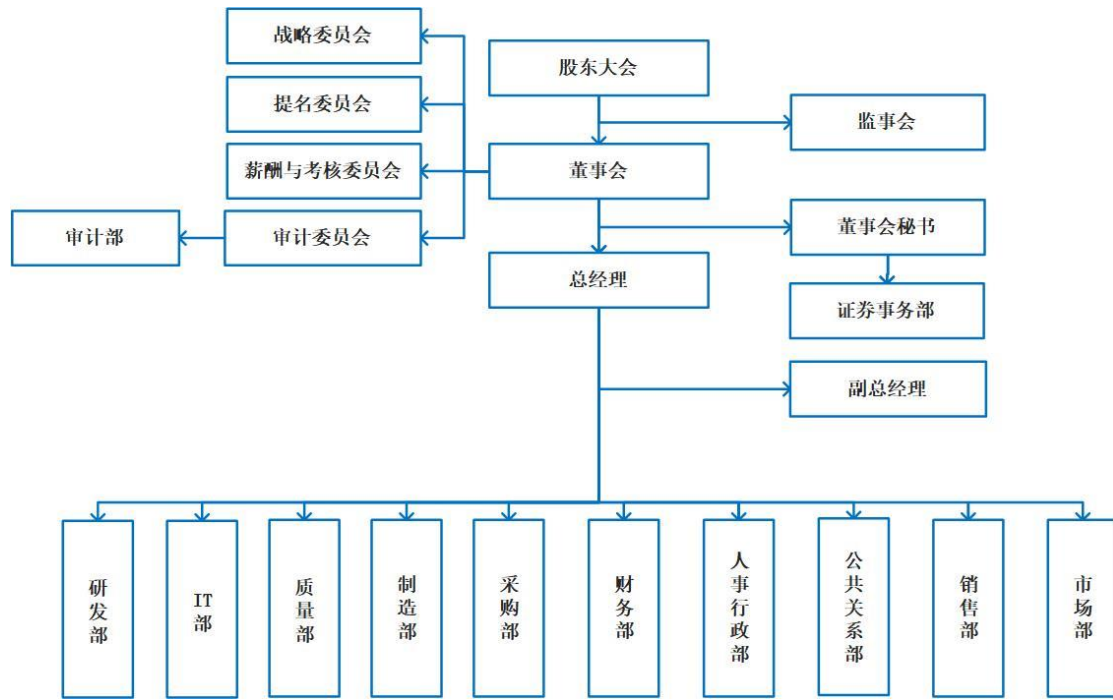 战略委员会
股东大会
提名委员会
监事会
薪酬与考核委员会
董事会
审计部
审计委员会
董事会秘书
总经理
证券事务部
副总经理
研发部
IT部
质量部
制造部
采购部
财务部
人事行政部
公共关系部
销售部
市场部